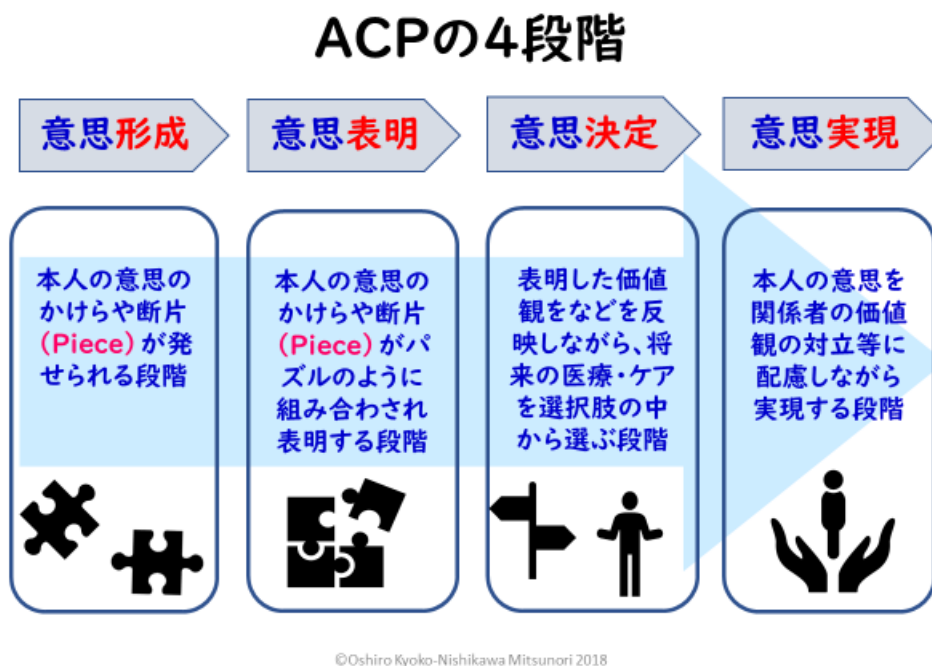 ACPの4段階
意思形成
意思表明
意思決定
意思実現
本人の意思の
かけらや断片
(Piece)が発
せられる段階
本人の意思の
かけらや断片
(Piece)がパ
ズルのように
組み合わされ
表明する段階
表明した価値
観をなどを反
映しながら、将
来の医療・ケア
を選択肢の中
から選ぶ段階
本人の意思を
関係者の価値
観の対立等に
配慮しながら
実現する段階
©Oshiro Kyoko-Nishikawa Mitsunori 2018